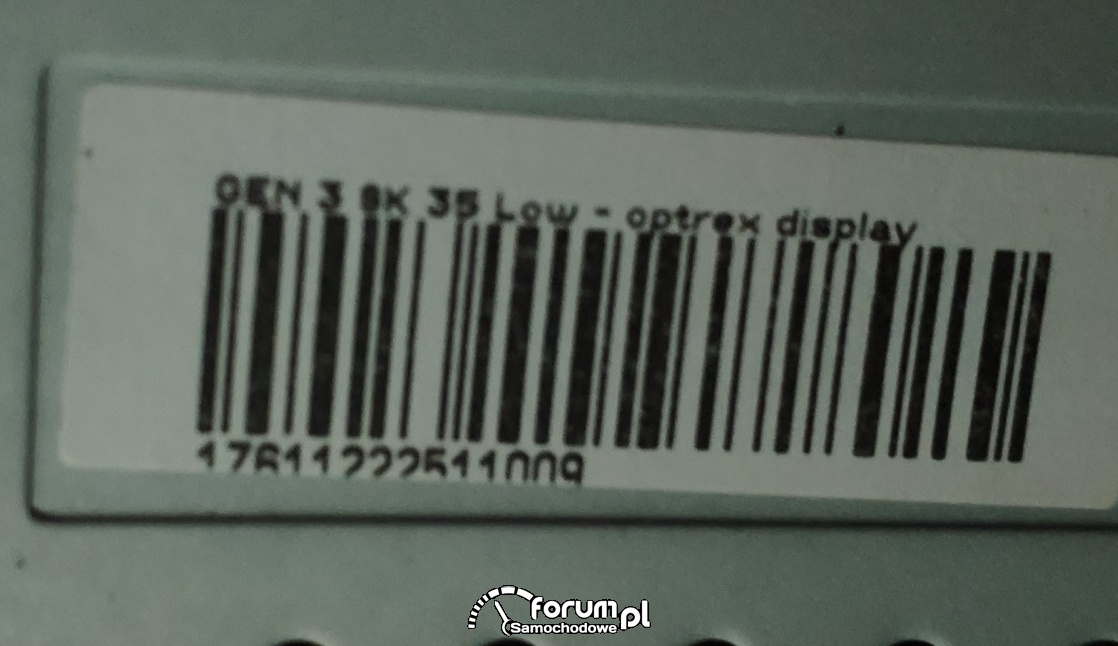 GEN 3 8K 35 Low - optrex display
17611222511009
forum.pl
Samochodowe